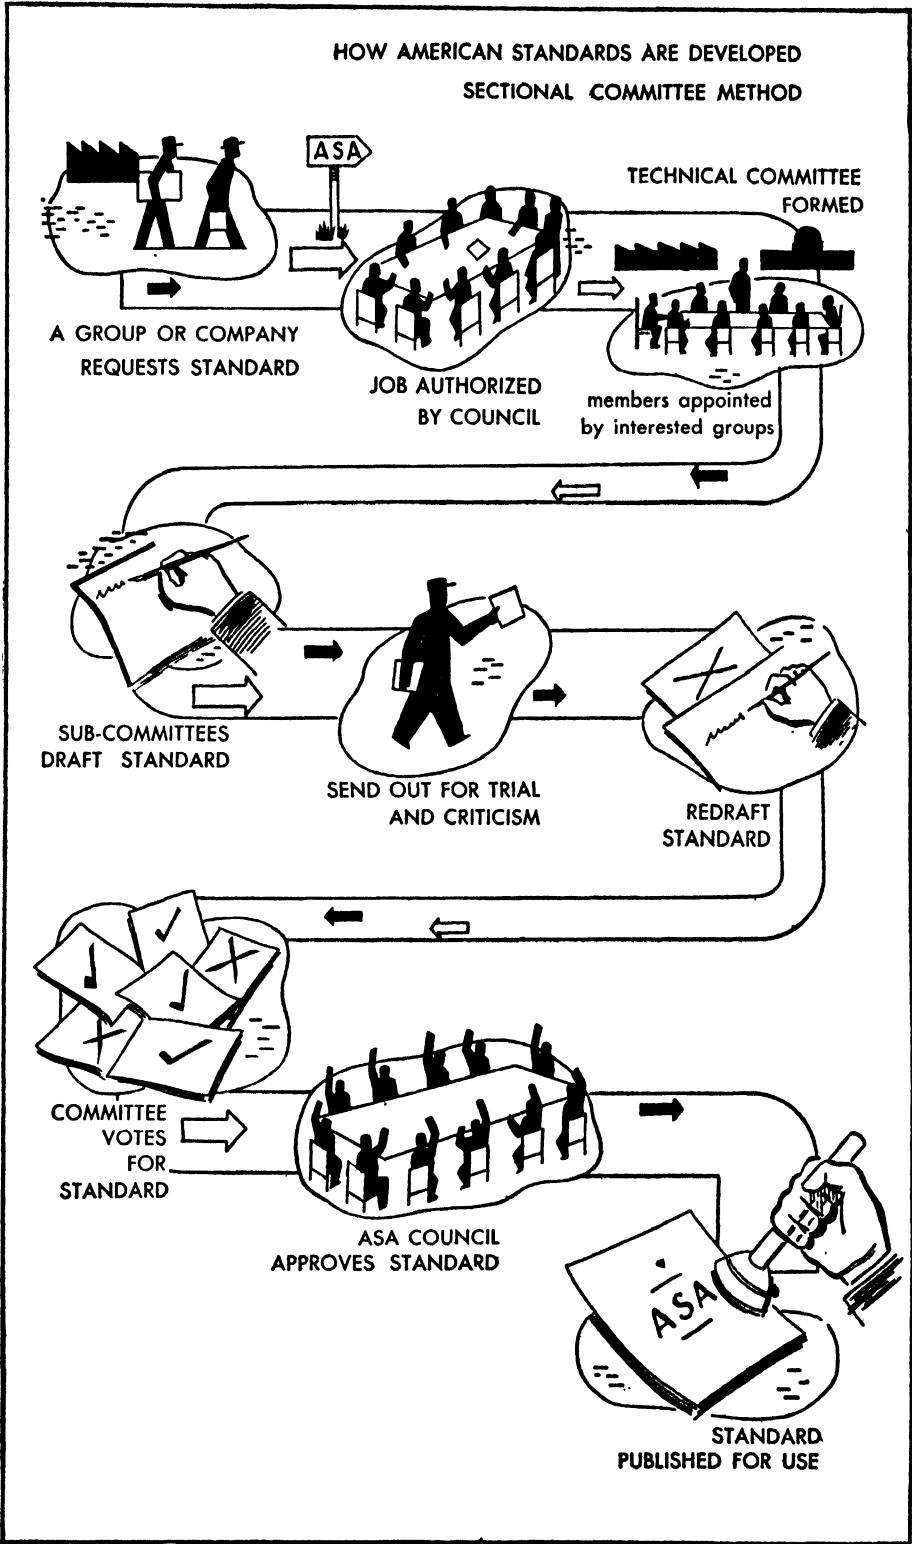 HOW AMERICAN STANDARDS ARE DEVELOPED
SECTIONAL COMMITTEE METHOD
ASA
TECHNICAL COMMITTEE
FORMED
A GROUP OR COMPANY
REQUESTS STANDARD
JOB AUTHORIZED
BY COUNCIL
members appointed
by interested groups
SUB-COMMITTEES
DRAFT STANDARD
SEND OUT FOR TRIAL
AND CRITICISM
REDRAFT
STANDARD
COMMITTEE
VOTES
FOR
STANDARD
ASA COUNCIL
APPROVES STANDARD
ASA
STANDARD
PUBLISHED FOR USE